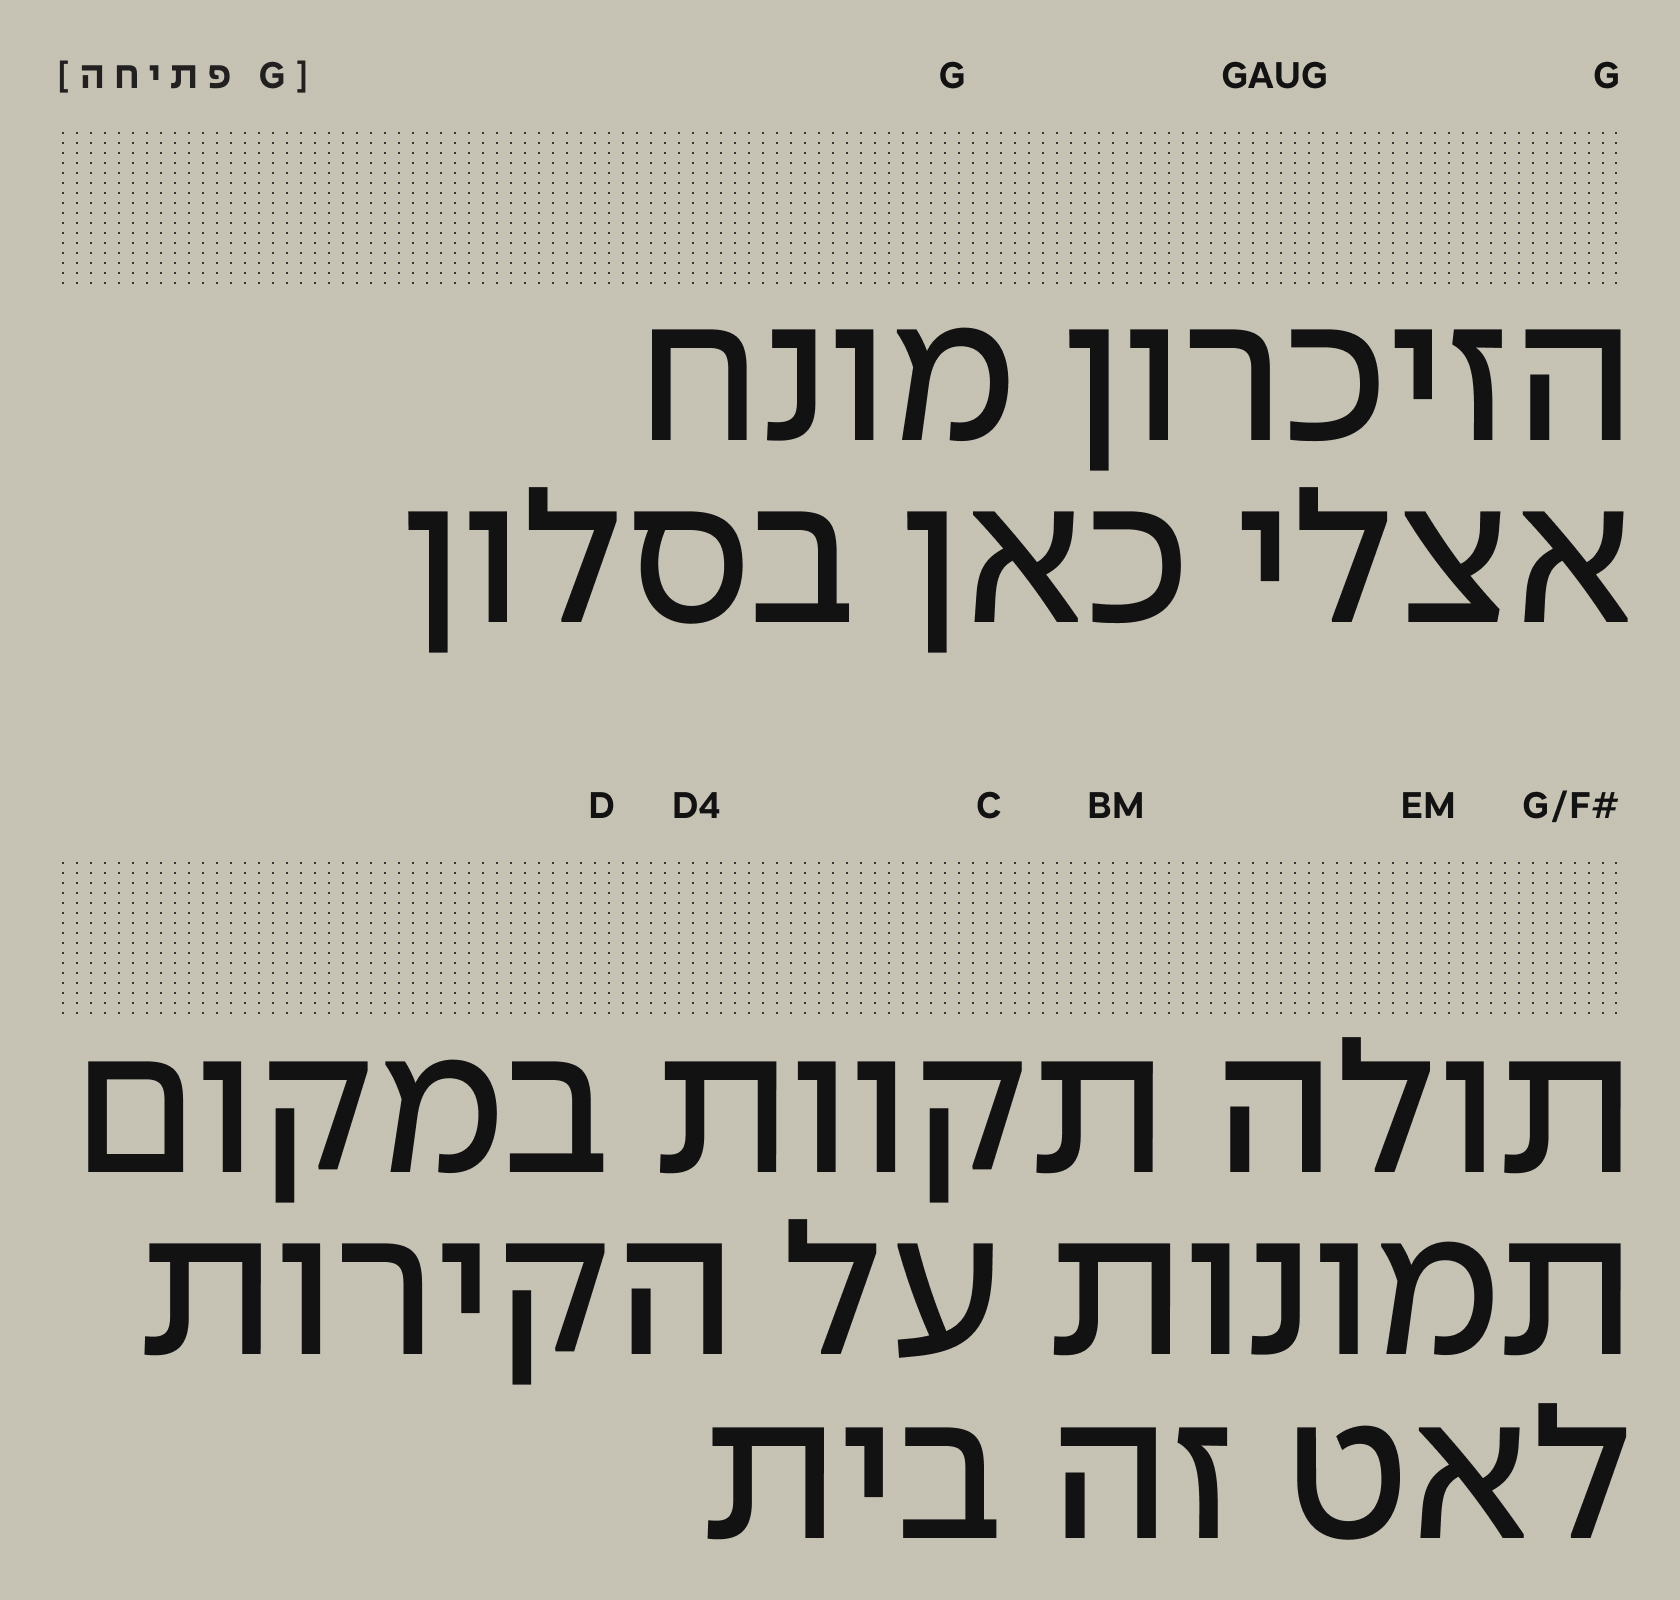 [פתיחה G] G GAUG G
הזיכרון מונח
אצלי כאן בסלון
D D4 C BM EM G/F#
תולה תקוות במקום
תמונות על הקירות
לאט זה בית